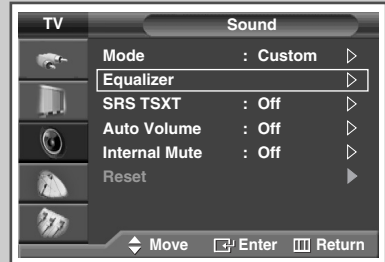 TV Sound
Mode : Custom
Equalizer
SRS TSXT : Off
Auto Volume : Off
Internal Mute : Off
Reset
Move Enter Return